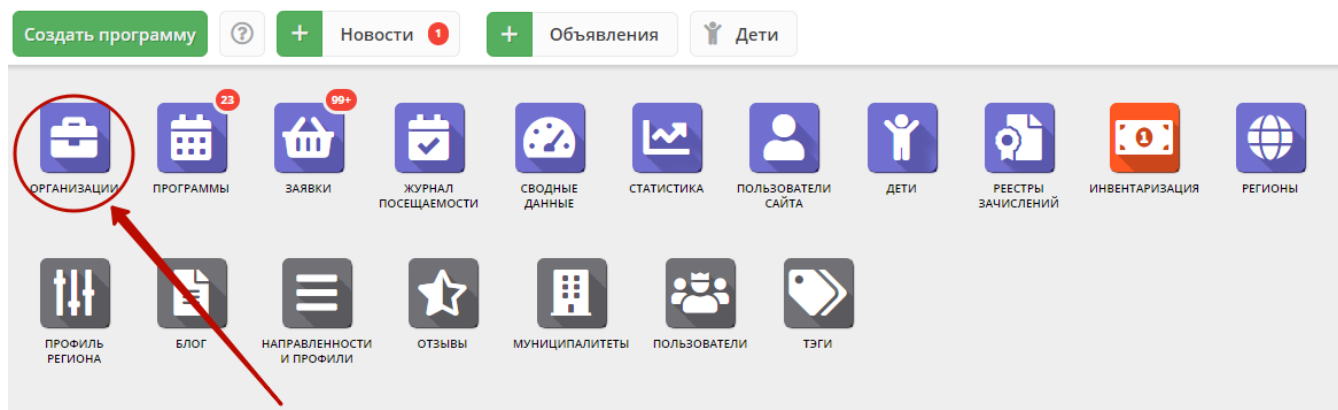 Создать программу ? + Новости 1 + Объявления Дети
23 99+
1
ОРГАНИЗАЦИИ ПРОГРАММЫ ЗАЯВКИ ЖУРНАЛ ПОСЕЩАЕМОСТИ СВОДНЫЕ ДАННЫЕ СТАТИСТИКА ПОЛЬЗОВАТЕЛИ САЙТА ДЕТИ РЕЕСТРЫ ЗАЧИСЛЕНИЙ ИНВЕНТАРИЗАЦИЯ РЕГИОНЫ
ПРОФИЛЬ РЕГИОНА БЛОГ НАПРАВЛЕННОСТИ И ПРОФИЛИ ОТЗЫВЫ МУНИЦИПАЛИТЕТЫ ПОЛЬЗОВАТЕЛИ ТЭГИ